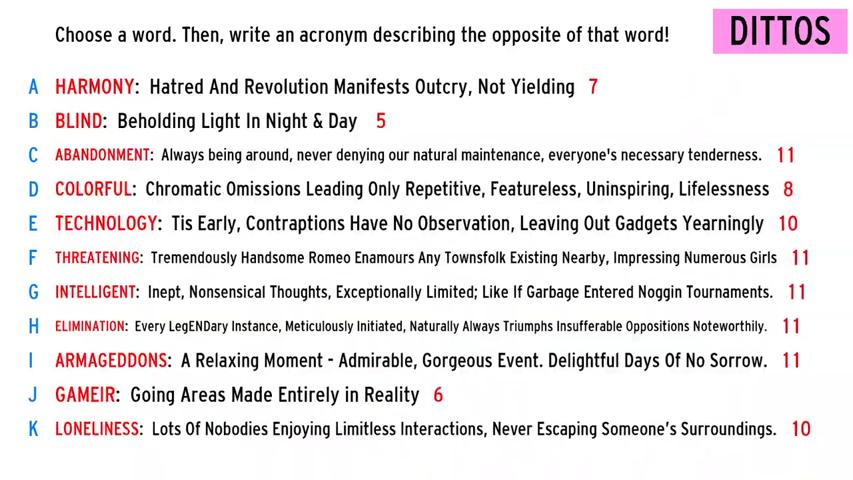 Choose a word. Then, write an acronym describing the opposite of that word!
DITTOS
A HARMONY: Hatred And Revolution Manifests Outcry, Not Yielding 7
B BLIND: Beholding Light In Night & Day 5
C ABANDONMENT: Always being around, never denying our natural maintenance, everyone's necessary tenderness. 11
D COLORFUL: Chromatic Omissions Leading Only Repetitive, Featureless, Uninspiring, Lifelessness 8
E TECHNOLOGY: Tis Early, Contraptions Have No Observation, Leaving Out Gadgets Yearningly 10
F THREATENING: Tremendously Handsome Romeo Enamours Any Townsfolk Existing Nearby, Impressing Numerous Girls 11
G INTELLIGENT: Inept, Nonsensical Thoughts, Exceptionally Limited; Like If Garbage Entered Noggin Tournaments. 11
H ELIMINATION: Every LegENDary Instance, Meticulously Initiated, Naturally Always Triumphs Insufferable Oppositions Noteworthily. 11
I ARMAGEDDONS: A Relaxing Moment - Admirable, Gorgeous Event. Delightful Days Of No Sorrow. 11
J GAMEIR: Going Areas Made Entirely in Reality 6
K LONELINESS: Lots Of Nobodies Enjoying Limitless Interactions, Never Escaping Someone's Surroundings. 10